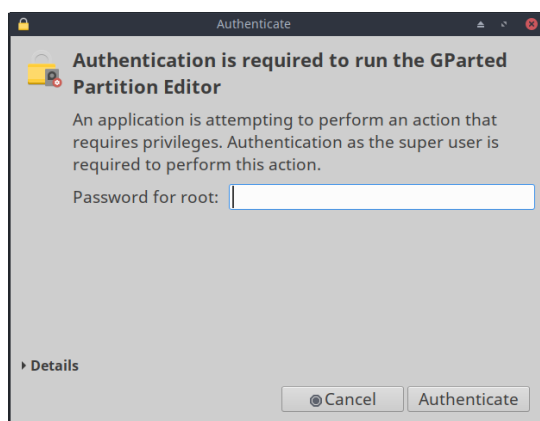 Authenticate
Authentication is required to run the GParted
Partition Editor
An application is attempting to perform an action that
requires privileges. Authentication as the super user is
required to perform this action.
Password for root:
Details
Cancel Authenticate